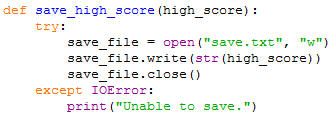 def save_high_score(high_score):
    try:
        save_file = open("save.txt", "w")
        save_file.write(str(high_score))
        save_file.close()
    except IOError:
        print("Unable to save.")